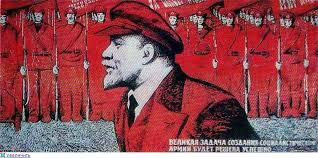 ВЕЛИКАЯ ЗАДАЧА СОЗДАНИЯ СОЦИАЛИСТИЧЕСКОЙ
АРМИИ БУДЕТ РЕШЕНА УСПЕШНО